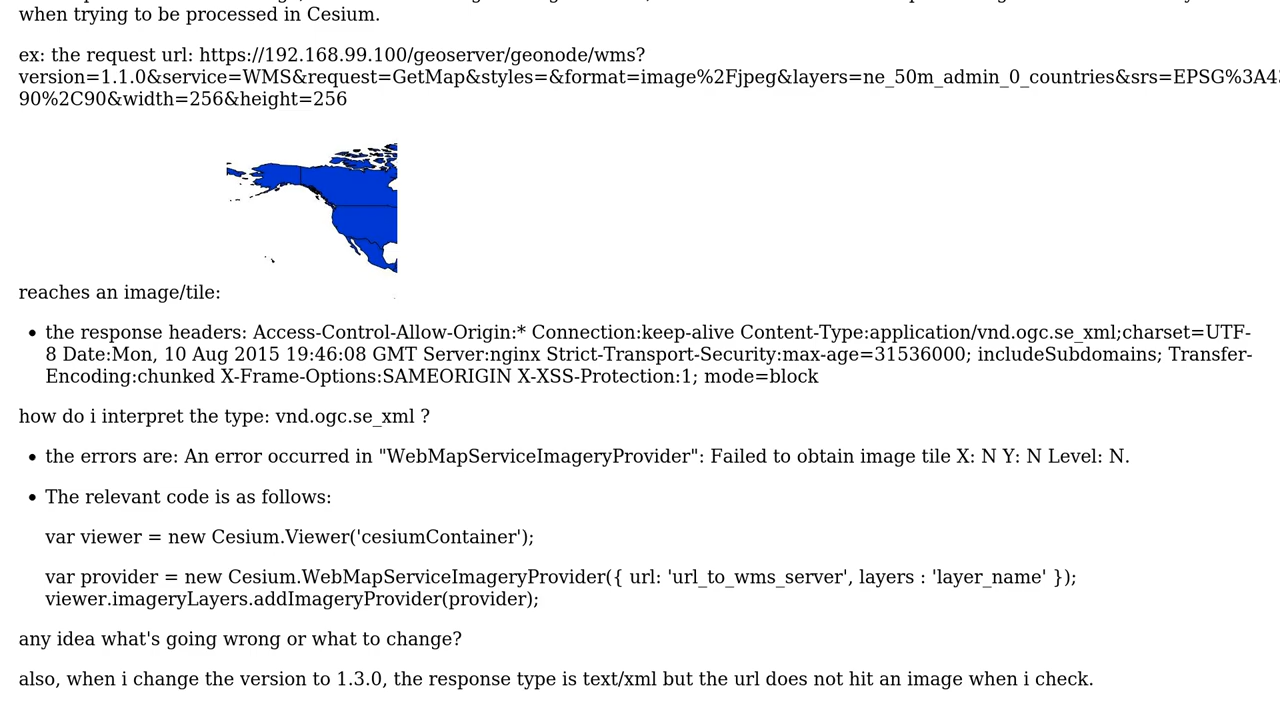 when trying to be processed in Cesium.
ex: the request url: https://192.168.99.100/geoserver/geonode/wms?
version=1.1.0&service=WMS&request=GetMap&styles=&format=image%2Fjpeg&layers=ne_50m_admin_0_countries&srs=EPSG%3A4
90%2C90&width=256&height=256
reaches an image/tile:
• the response headers: Access-Control-Allow-Origin:* Connection:keep-alive Content-Type:application/vnd.ogc.se_xml;charset=UTF-
8 Date:Mon, 10 Aug 2015 19:46:08 GMT Server:nginx Strict-Transport-Security:max-age=31536000; includeSubdomains; Transfer-
Encoding:chunked X-Frame-Options:SAMEORIGIN X-XSS-Protection:1; mode=block
how do i interpret the type: vnd.ogc.se_xml ?
• the errors are: An error occurred in "WebMapServiceImageryProvider": Failed to obtain image tile X: N Y: N Level: N.
• The relevant code is as follows:
var viewer = new Cesium.Viewer('cesiumContainer');
var provider = new Cesium.WebMapServiceImageryProvider({ url: 'url_to_wms_server', layers : 'layer_name' });
viewer.imageryLayers.addImageryProvider(provider);
any idea what's going wrong or what to change?
also, when i change the version to 1.3.0, the response type is text/xml but the url does not hit an image when i check.